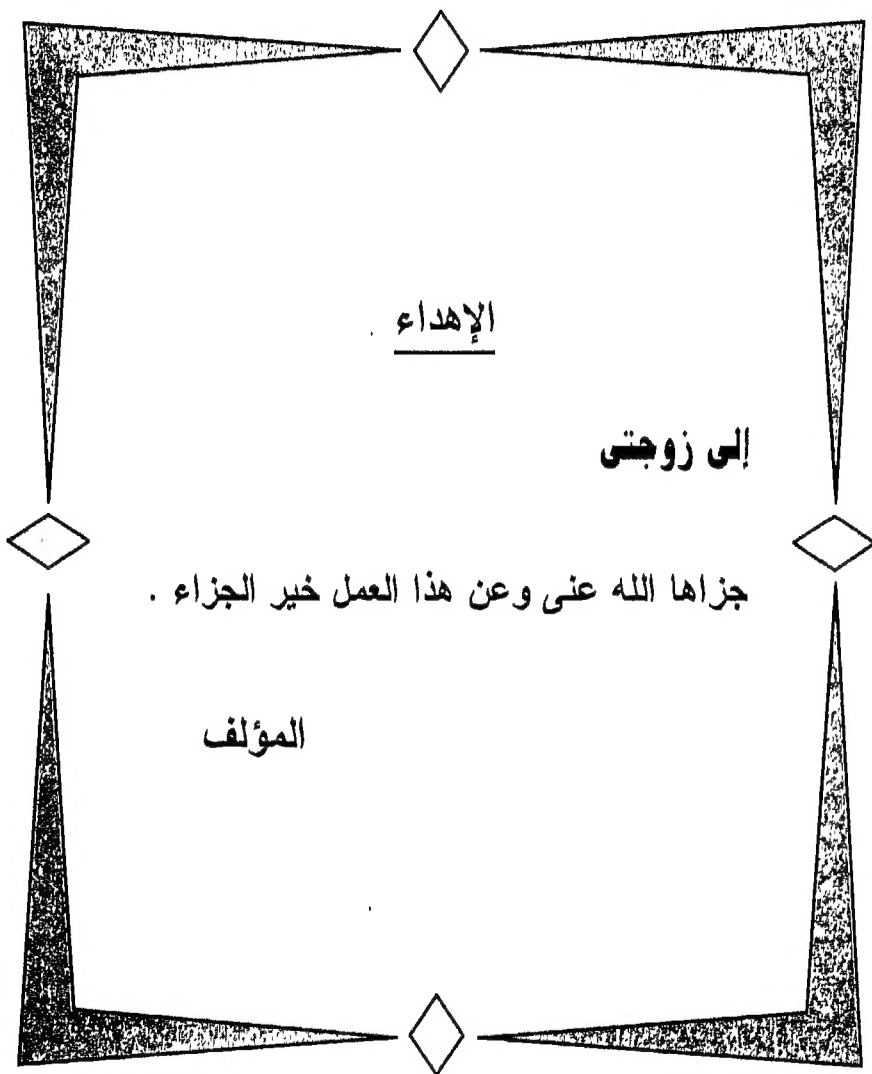 الإهداء
إلى زوجتى
جزاها الله عنى وعن هذا العمل خير الجزاء .
المؤلف